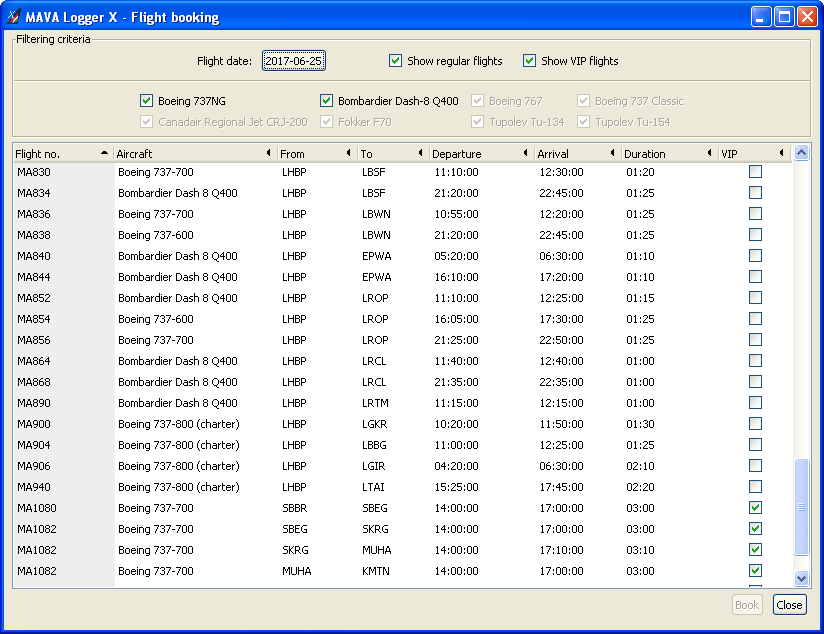 MAVA Logger X - Flight booking
Filtering criteria
Flight date: 2017-06-25 Show regular flights Show VIP flights
Boeing 737NG Bombardier Dash-8 Q400 Boeing 767 Boeing 737 Classic
Canadair Regional Jet CRJ-200 Fokker F70 Tupolev Tu-134 Tupolev Tu-154
Flight no. Aircraft From To Departure Arrival Duration VIP
MA830 Boeing 737-700 LHBP LBSF 11:10:00 12:30:00 01:20
MA834 Bombardier Dash 8 Q400 LHBP LBSF 21:20:00 22:45:00 01:25
MA836 Boeing 737-700 LHBP LBWN 10:55:00 12:20:00 01:25
MA838 Boeing 737-600 LHBP LBWN 21:20:00 22:45:00 01:25
MA840 Bombardier Dash 8 Q400 LHBP EPWA 05:20:00 06:30:00 01:10
MA844 Bombardier Dash 8 Q400 LHBP EPWA 16:10:00 17:20:00 01:10
MA852 Bombardier Dash 8 Q400 LHBP LROP 11:10:00 12:25:00 01:15
MA854 Boeing 737-600 LHBP LROP 16:05:00 17:30:00 01:25
MA856 Boeing 737-700 LHBP LROP 21:25:00 22:50:00 01:25
MA864 Bombardier Dash 8 Q400 LHBP LRCL 11:40:00 12:40:00 01:00
MA868 Bombardier Dash 8 Q400 LHBP LRCL 21:35:00 22:35:00 01:00
MA890 Bombardier Dash 8 Q400 LHBP LRTM 11:15:00 12:15:00 01:00
MA900 Boeing 737-800 (charter) LHBP LGKR 10:20:00 11:50:00 01:30
MA904 Boeing 737-800 (charter) LHBP LBBG 11:00:00 12:25:00 01:25
MA906 Boeing 737-800 (charter) LHBP LGIR 04:20:00 06:30:00 02:10
MA940 Boeing 737-800 (charter) LHBP LTAI 15:25:00 17:45:00 02:20
MA1080 Boeing 737-700 SBBR SBEG 14:00:00 17:00:00 03:00
MA1082 Boeing 737-700 SBEG SKRG 14:00:00 17:00:00 03:00
MA1082 Boeing 737-700 SKRG MUHA 14:00:00 17:10:00 03:10
MA1082 Boeing 737-700 MUHA KMTN 14:00:00 17:00:00 03:00
Book Close